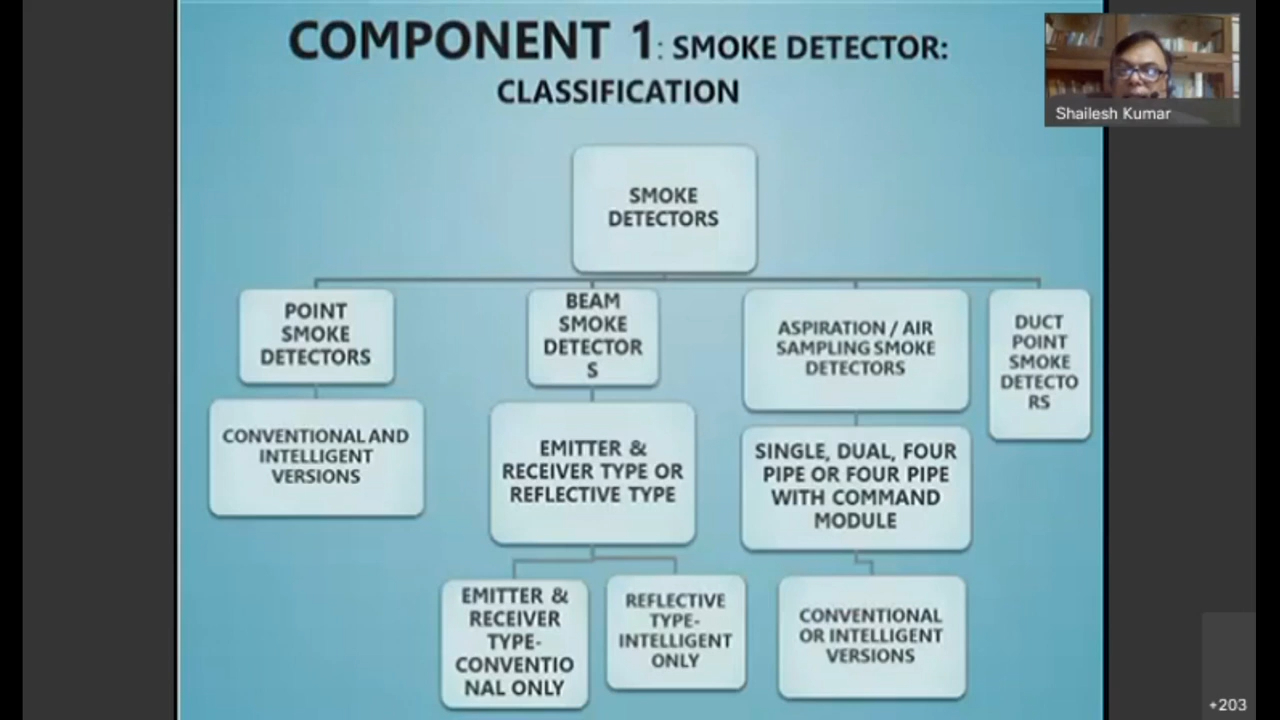 COMPONENT 1: SMOKE DETECTOR:
CLASSIFICATION
Shailesh Kumar
SMOKE
DETECTORS
POINT
SMOKE
DETECTORS
BEAM
SMOKE
DETECTOR
S
ASPIRATION / AIR
SAMPLING SMOKE
DETECTORS
DUCT
POINT
SMOKE
DETECTO
RS
CONVENTIONAL AND
INTELLIGENT
VERSIONS
EMITTER &
RECEIVER TYPE OR
REFLECTIVE TYPE
SINGLE, DUAL, FOUR
PIPE OR FOUR PIPE
WITH COMMAND
MODULE
EMITTER &
RECEIVER
TYPE-
CONVENTIO
NAL ONLY
REFLECTIVE
TYPE-
INTELLIGENT
ONLY
CONVENTIONAL
OR INTELLIGENT
VERSIONS
+203